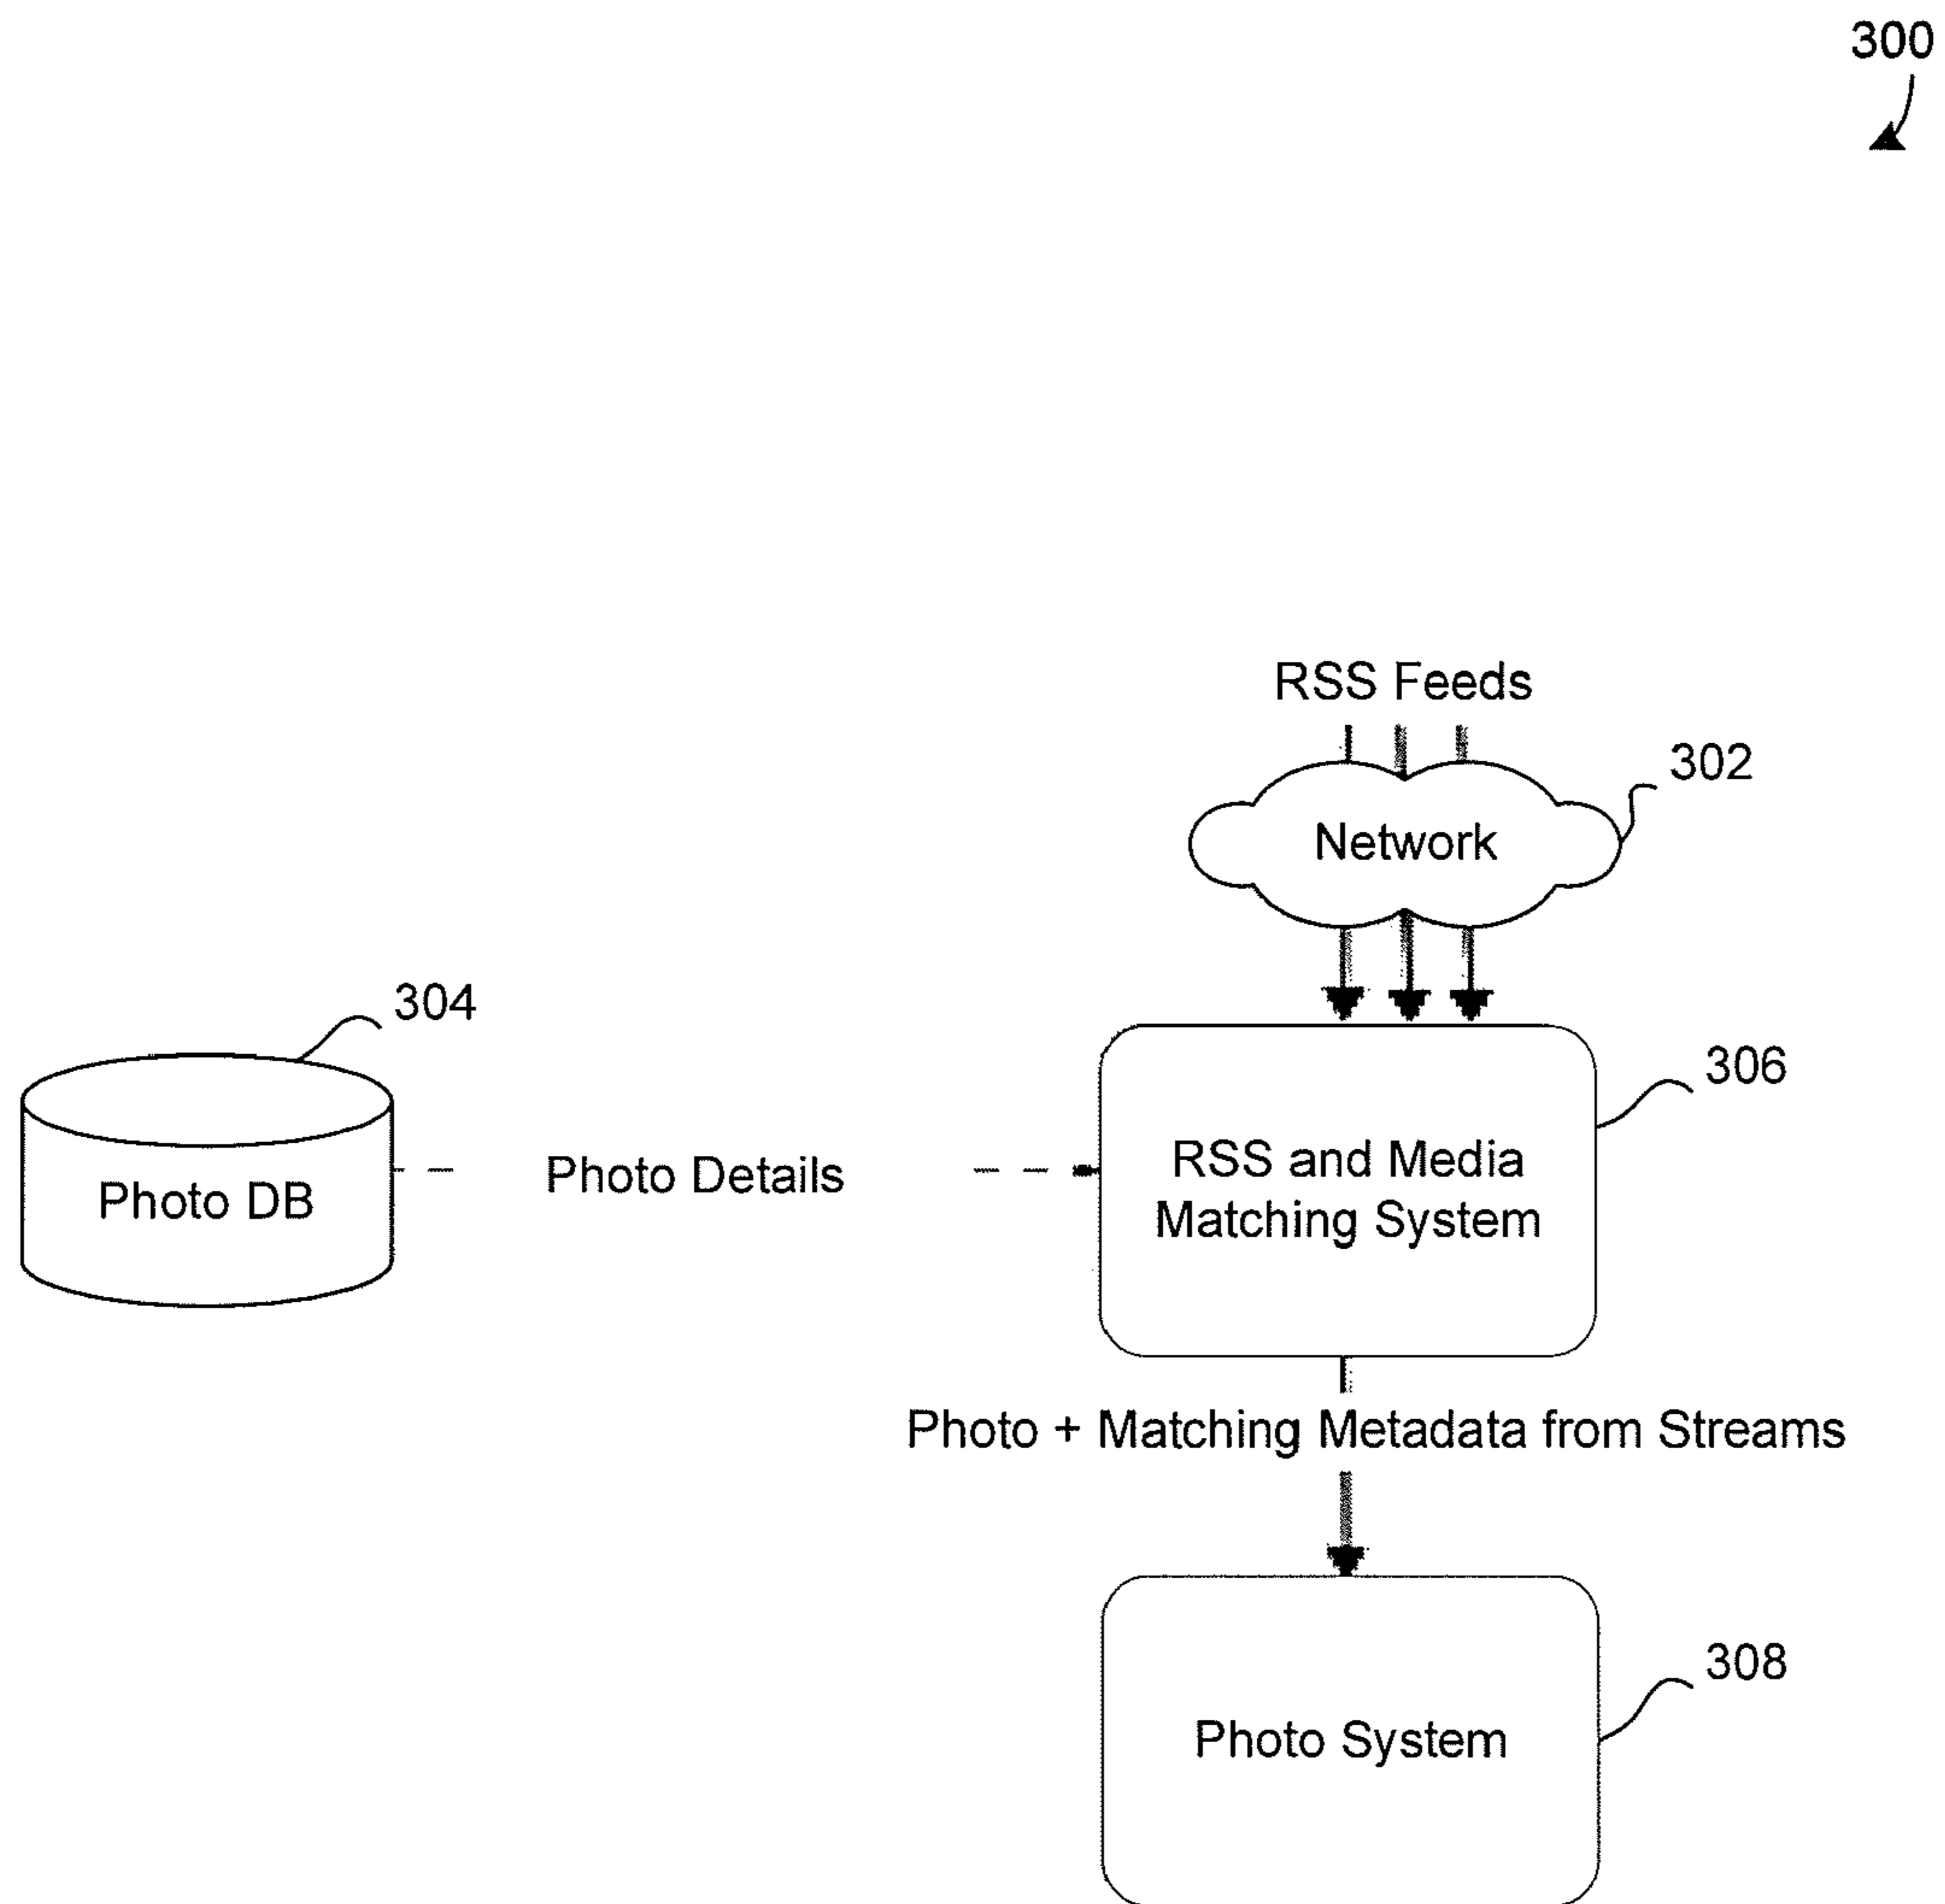 300
RSS Feeds
302
Network
304
306
RSS and Media
Matching System
Photo Details
Photo DB
Photo + Matching Metadata from Streams
308
Photo System